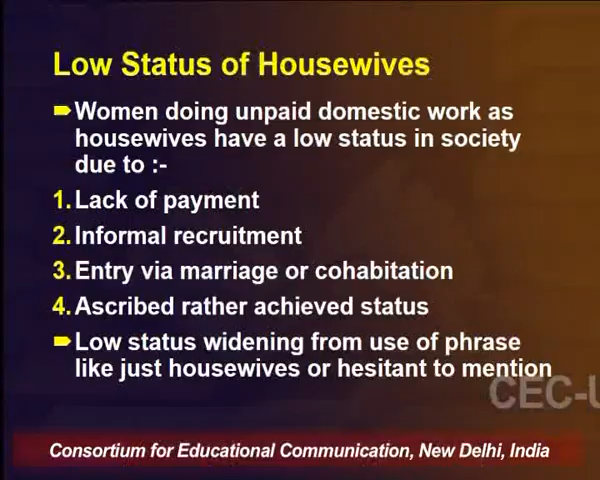 Low Status of Housewives
Women doing unpaid domestic work as
housewives have a low status in society
due to :-
1. Lack of payment
2. Informal recruitment
3. Entry via marriage or cohabitation
4. Ascribed rather achieved status
Low status widening from use of phrase
like just housewives or hesitant to mention
CEC-U
Consortium for Educational Communication, New Delhi, India